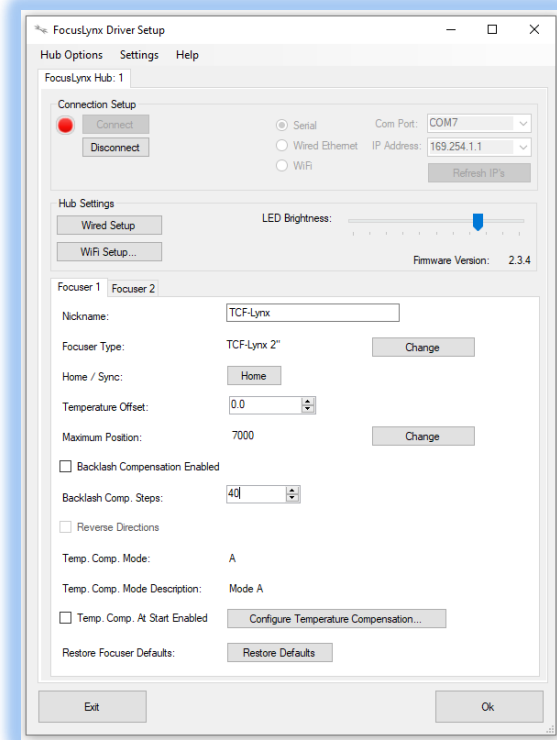 FocusLynx Driver Setup
Hub Options Settings Help
FocusLynx Hub: 1
Connection Setup
Connect Serial Com Port: COM7
Disconnect Wired Ethernet IP Address: 169.254.1.1
WiFi Refresh IP's
Hub Settings
Wired Setup LED Brightness:
WiFi Setup... Firmware Version: 2.3.4
Focuser 1 Focuser 2
Nickname: TCF-Lynx
Focuser Type: TCF-Lynx 2" Change
Home / Sync: Home
Temperature Offset: 0.0
Maximum Position: 7000 Change
Backlash Compensation Enabled
Backlash Comp. Steps: 40
Reverse Directions
Temp. Comp. Mode: A
Temp. Comp. Mode Description: Mode A
Temp. Comp. At Start Enabled Configure Temperature Compensation...
Restore Focuser Defaults: Restore Defaults
Exit Ok